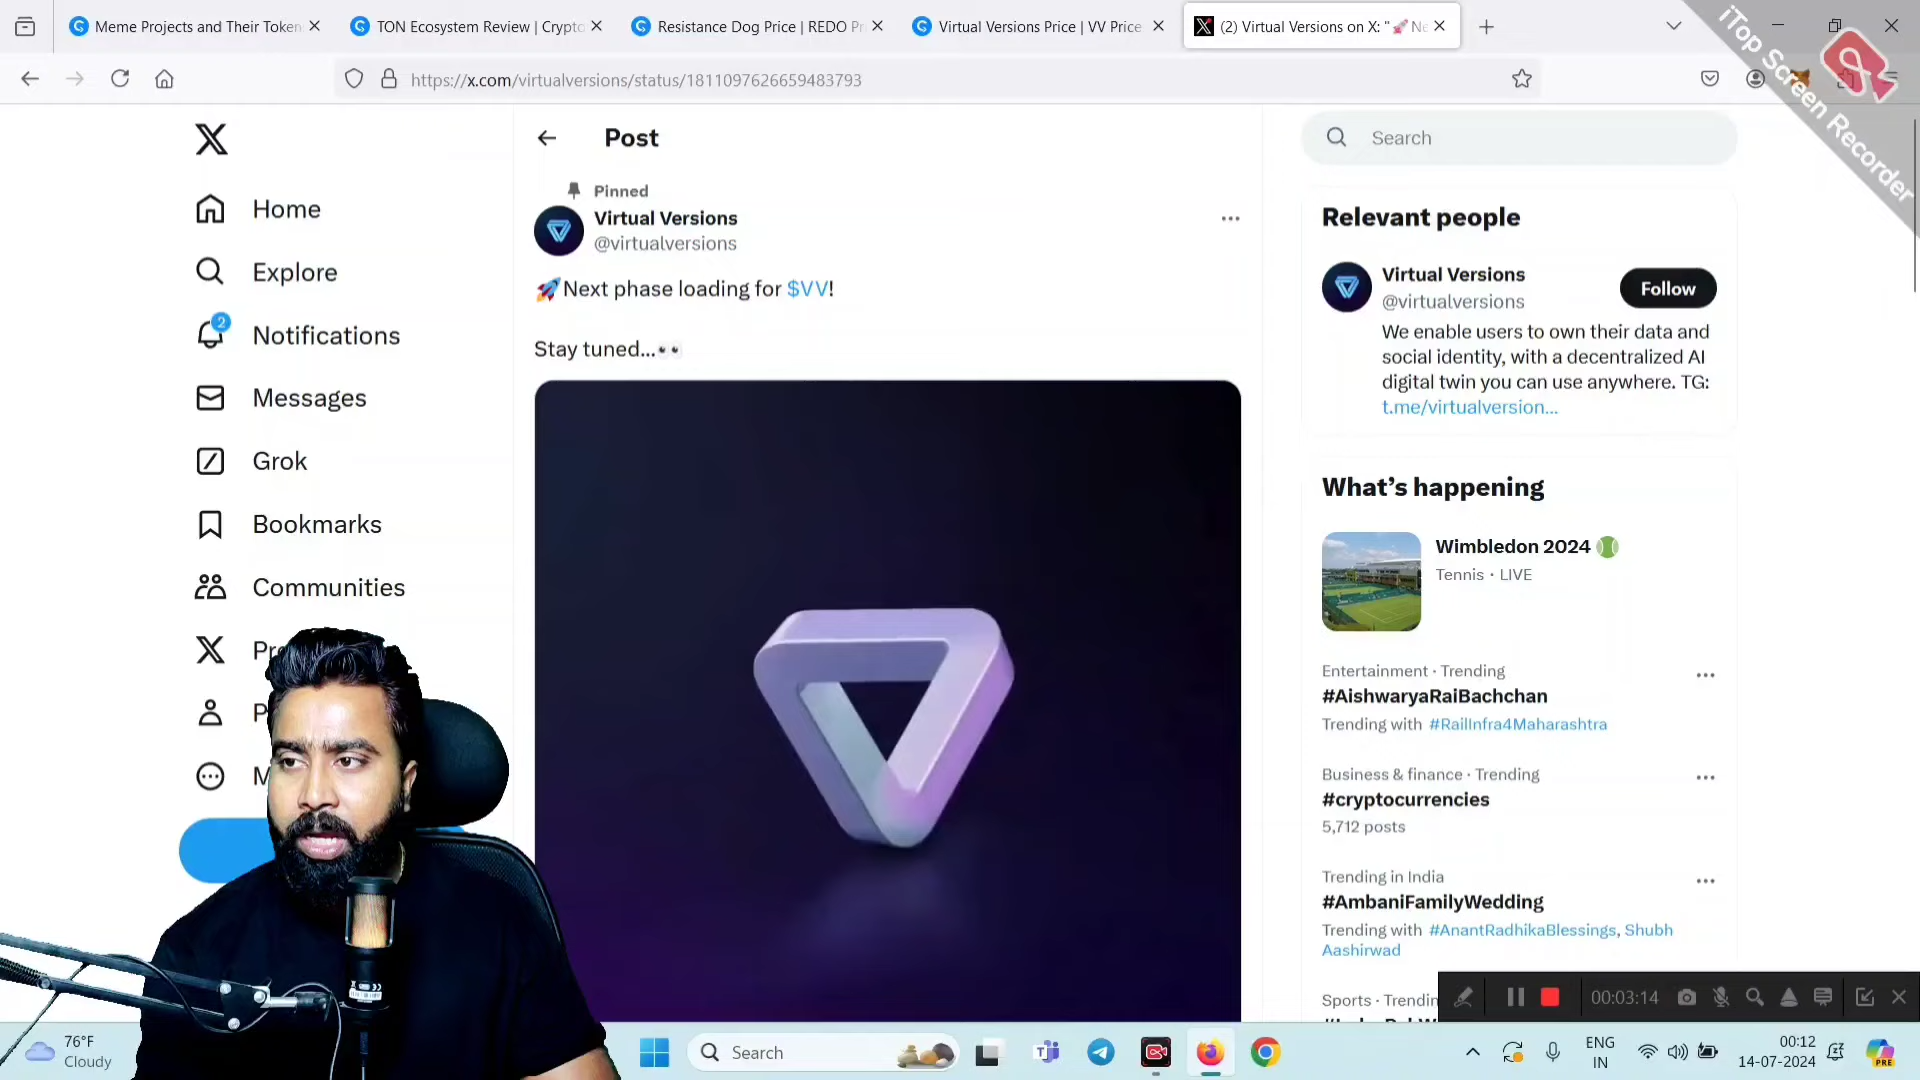 Meme Projects and Their Token
TON Ecosystem Review | Crypto
Resistance Dog Price | REDO Pr
Virtual Versions Price | VV Price
(2) Virtual Versions on X: "🚀 Ne
https://x.com/virtualversions/status/1811097626659483793
iTop Screen Recorder
Post
Search
Pinned
Virtual Versions
@virtualversions
🚀Next phase loading for $VV!
Stay tuned...👀
2
Home
Explore
Notifications
Messages
Grok
Bookmarks
Communities
Relevant people
Virtual Versions
@virtualversions
Follow
We enable users to own their data and
social identity, with a decentralized AI
digital twin you can use anywhere. TG:
t.me/virtualversion...
What's happening
Wimbledon 2024
Tennis · LIVE
Entertainment · Trending
#AishwaryaRaiBachchan
Trending with #RailInfra4Maharashtra
Business & finance · Trending
#cryptocurrencies
5,712 posts
Trending in India
#AmbaniFamilyWedding
Trending with #AnantRadhikaBlessings, Shubh
Aashirwad
Sports · Trendin
00:03:14
76°F
Cloudy
Search
ENG
IN
00:12
14-07-2024
PRE